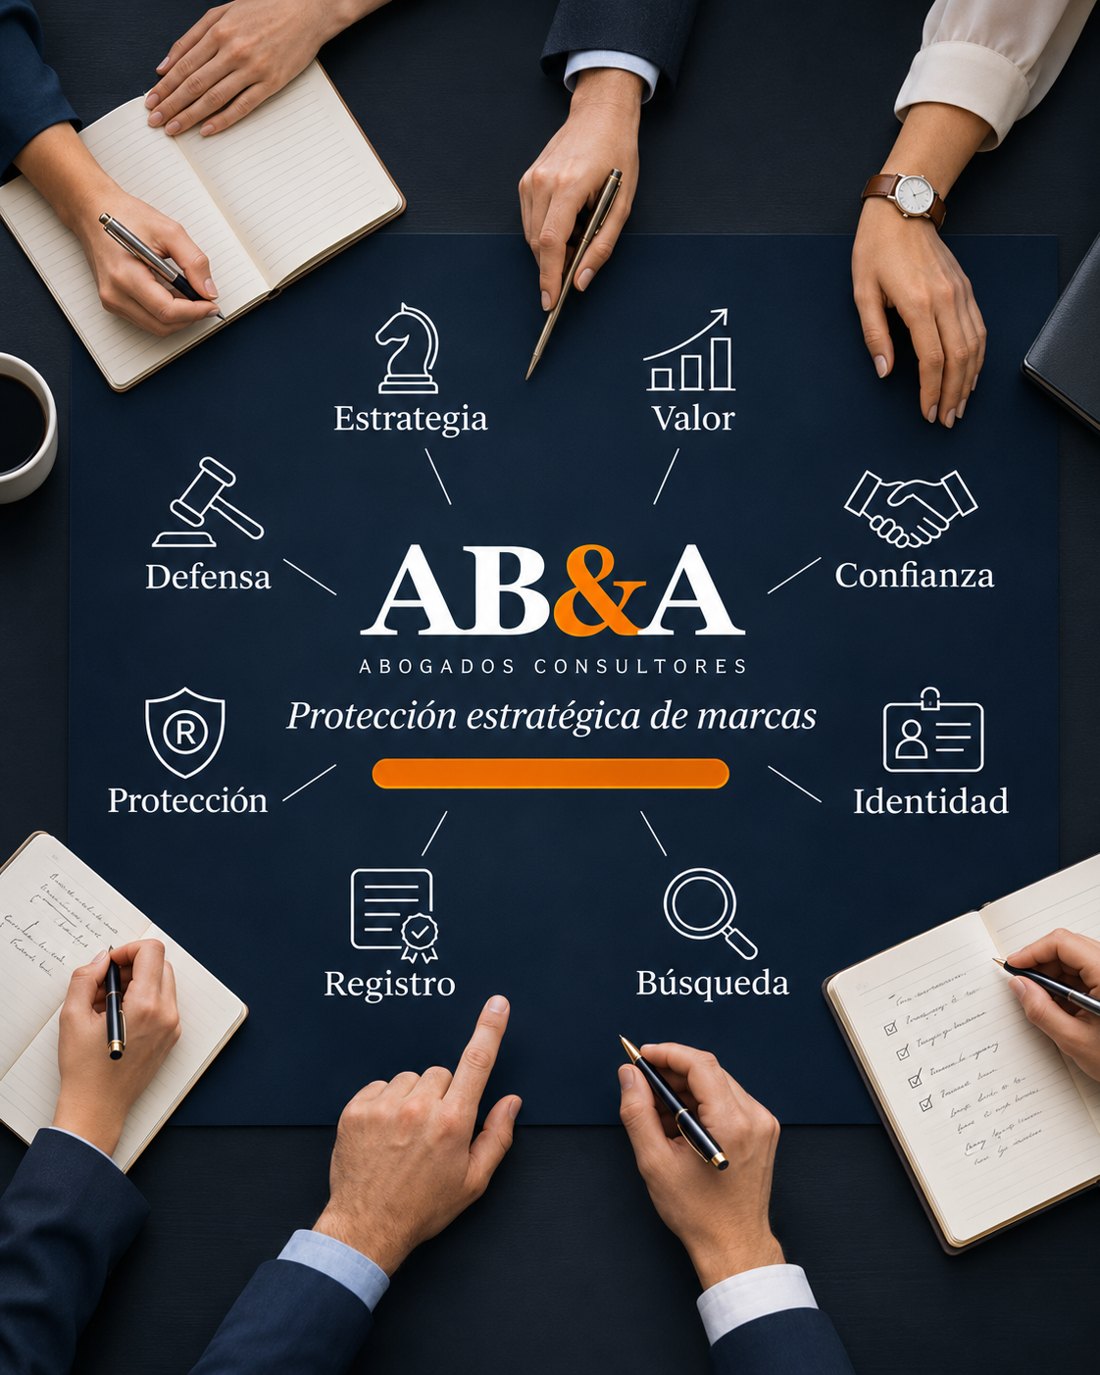 Estrategia
Valor
Defensa
Confianza
AB&A
ABOGADOS CONSULTORES
Protección estratégica de marcas
R
Protección
Identidad
Registro
Búsqueda